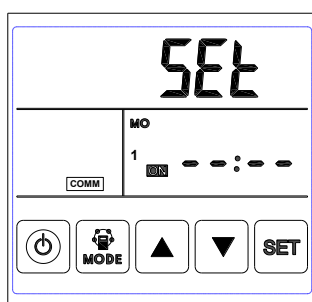 SEt
MO
1 ON --:--
COMM
MODE SET